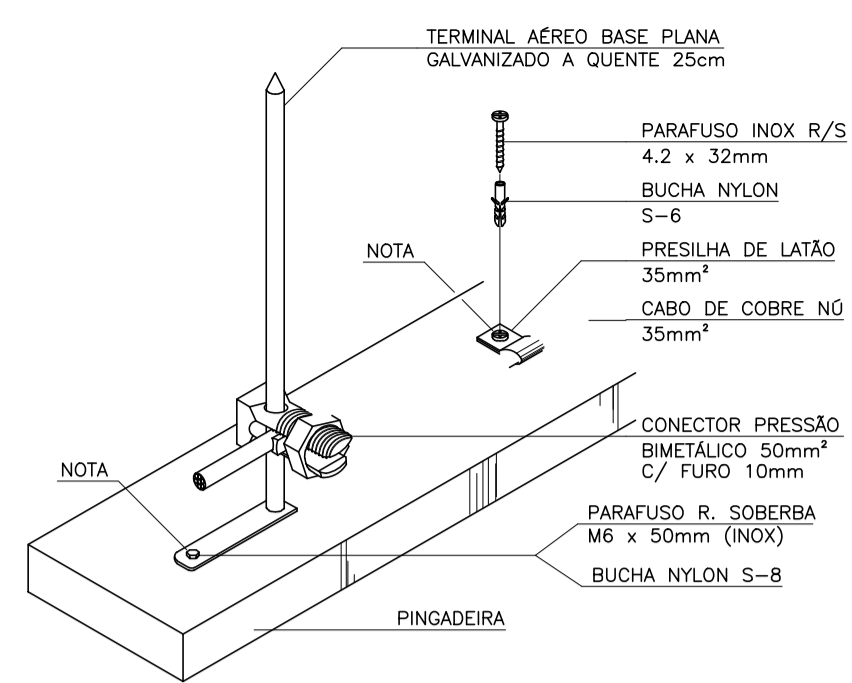 TERMINAL AÉREO BASE PLANA
GALVANIZADO A QUENTE 25cm
PARAFUSO INOX R/S
4.2 x 32mm
BUCHA NYLON
S-6
NOTA
PRESILHA DE LATÃO
35mm²
CABO DE COBRE NÚ
35mm²
CONECTOR PRESSÃO
BIMETÁLICO 50mm²
C/ FURO 10mm
NOTA
PARAFUSO R. SOBERBA
M6 x 50mm (INOX)
BUCHA NYLON S-8
PINGADEIRA